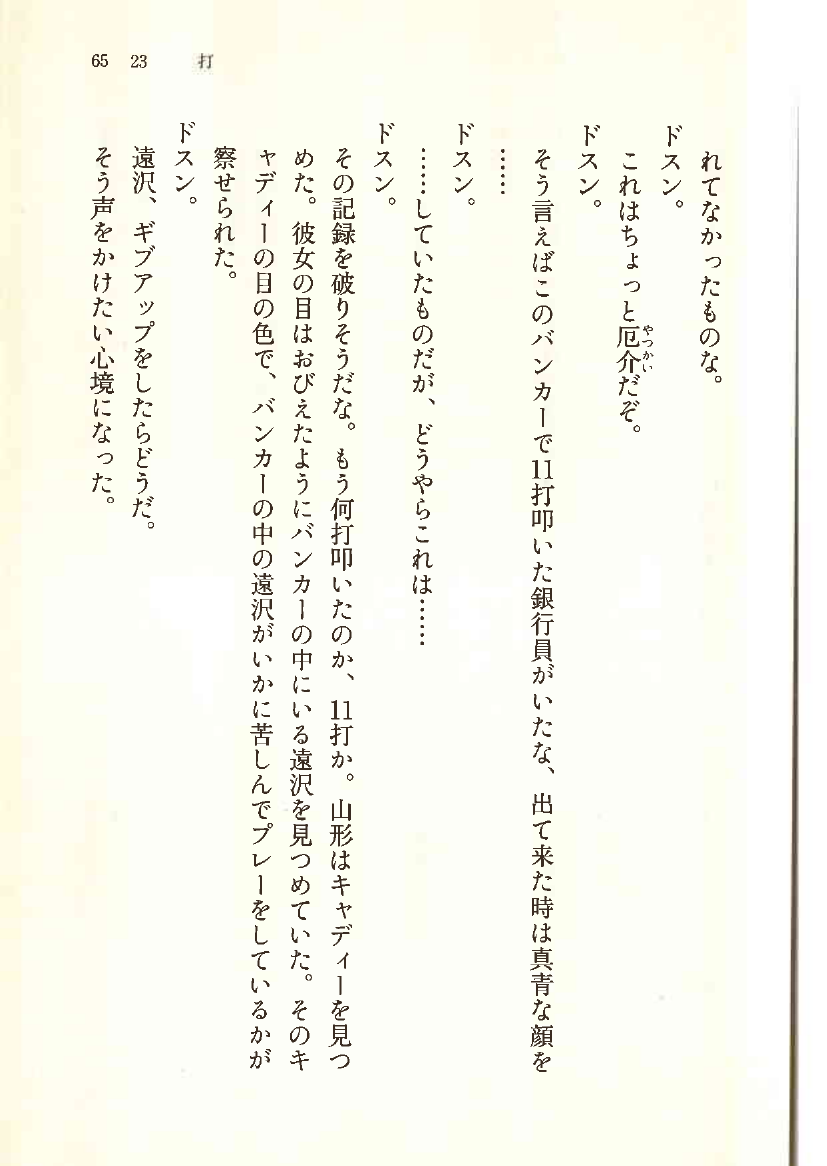 65 23 打
れてなかったものな。
ドスン。
これはちょっと厄介だぞ。
やっかい
ドスン。
そう言えばこのバンカーで11打叩いた銀行員がいたな、出て来た時は真青な顔を
……
ドスン。
……していたものだが、どうやらこれは……
ドスン。
その記録を破りそうだな。もう何打叩いたのか、11打か。山形はキャディーを見つ
めた。彼女の目はおびえたようにバンカーの中にいる遠沢を見つめていた。そのキ
ャディーの目の色で、バンカーの中の遠沢がいかに苦しんでプレーをしているかが
察せられた。
ドスン。
遠沢、ギブアップをしたらどうだ。
そう声をかけたい心境になった。